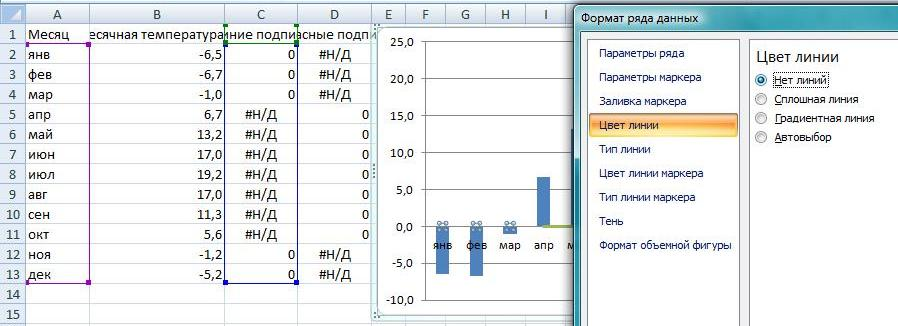 A B C D E F G H I
1 Месяц есячная температура иние подпи асные подпи
2 янв -6,5 0 #Н/Д
3 фев -6,7 0 #Н/Д
4 мар -1,0 0 #Н/Д
5 апр 6,7 #Н/Д 0
6 май 13,2 #Н/Д 0
7 июн 17,0 #Н/Д 0
8 июл 19,2 #Н/Д 0
9 авг 17,0 #Н/Д 0
10 сен 11,3 #Н/Д 0
11 окт 5,6 #Н/Д 0
12 ноя -1,2 0 #Н/Д
13 дек -5,2 0 #Н/Д
14
15
25,0
20,0
15,0
10,0
5,0
0,0
-5,0
-10,0
янв фев мар апр
Формат ряда данных
Параметры ряда
Параметры маркера
Заливка маркера
Цвет линии
Тип линии
Цвет линии маркера
Тип линии маркера
Тень
Формат объемной фигуры
Цвет линии
Нет линий
Сплошная линия
Градиентная линия
Автовыбор